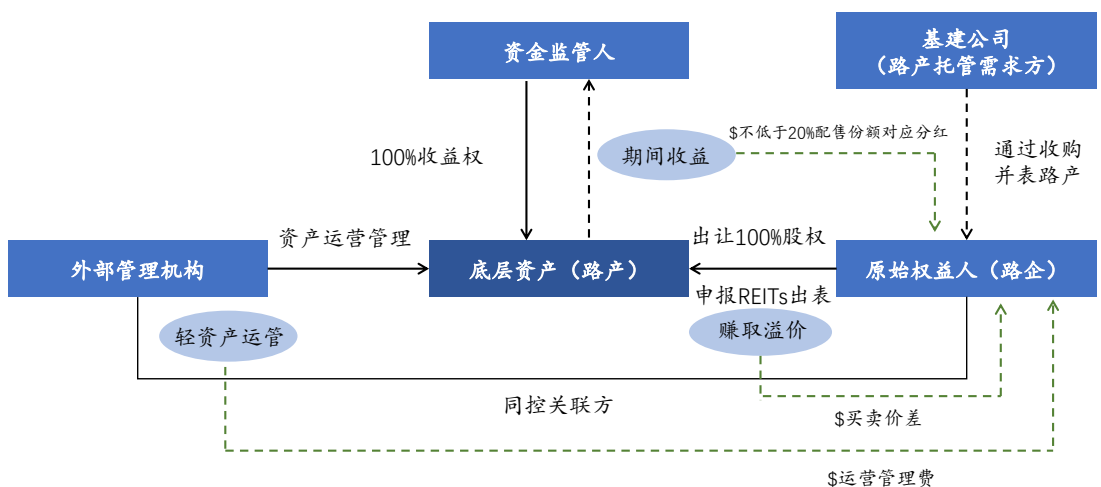 资金监管人
基建公司
（路产托管需求方）
$不低于20%配售份额对应分红
100%收益权
期间收益
通过收购
并表路产
资产运营管理
出让100%股权
外部管理机构
底层资产（路产）
原始权益人（路企）
申报REITs出表
轻资产运管
赚取溢价
同控关联方
$买卖价差
$运营管理费